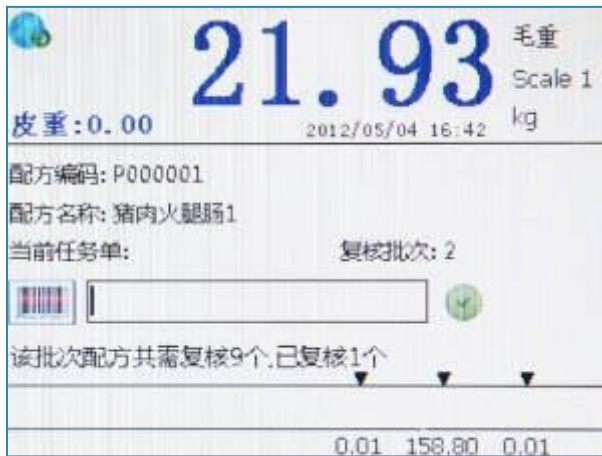 21.93
毛重
Scale 1
kg
皮重:0.00
2012/05/04 16:42
配方编码: P000001
配方名称: 猪肉火腿肠1
当前任务单:
复核批次: 2
该批次配方共需复核9个,已复核1个
0.01 158.80 0.01